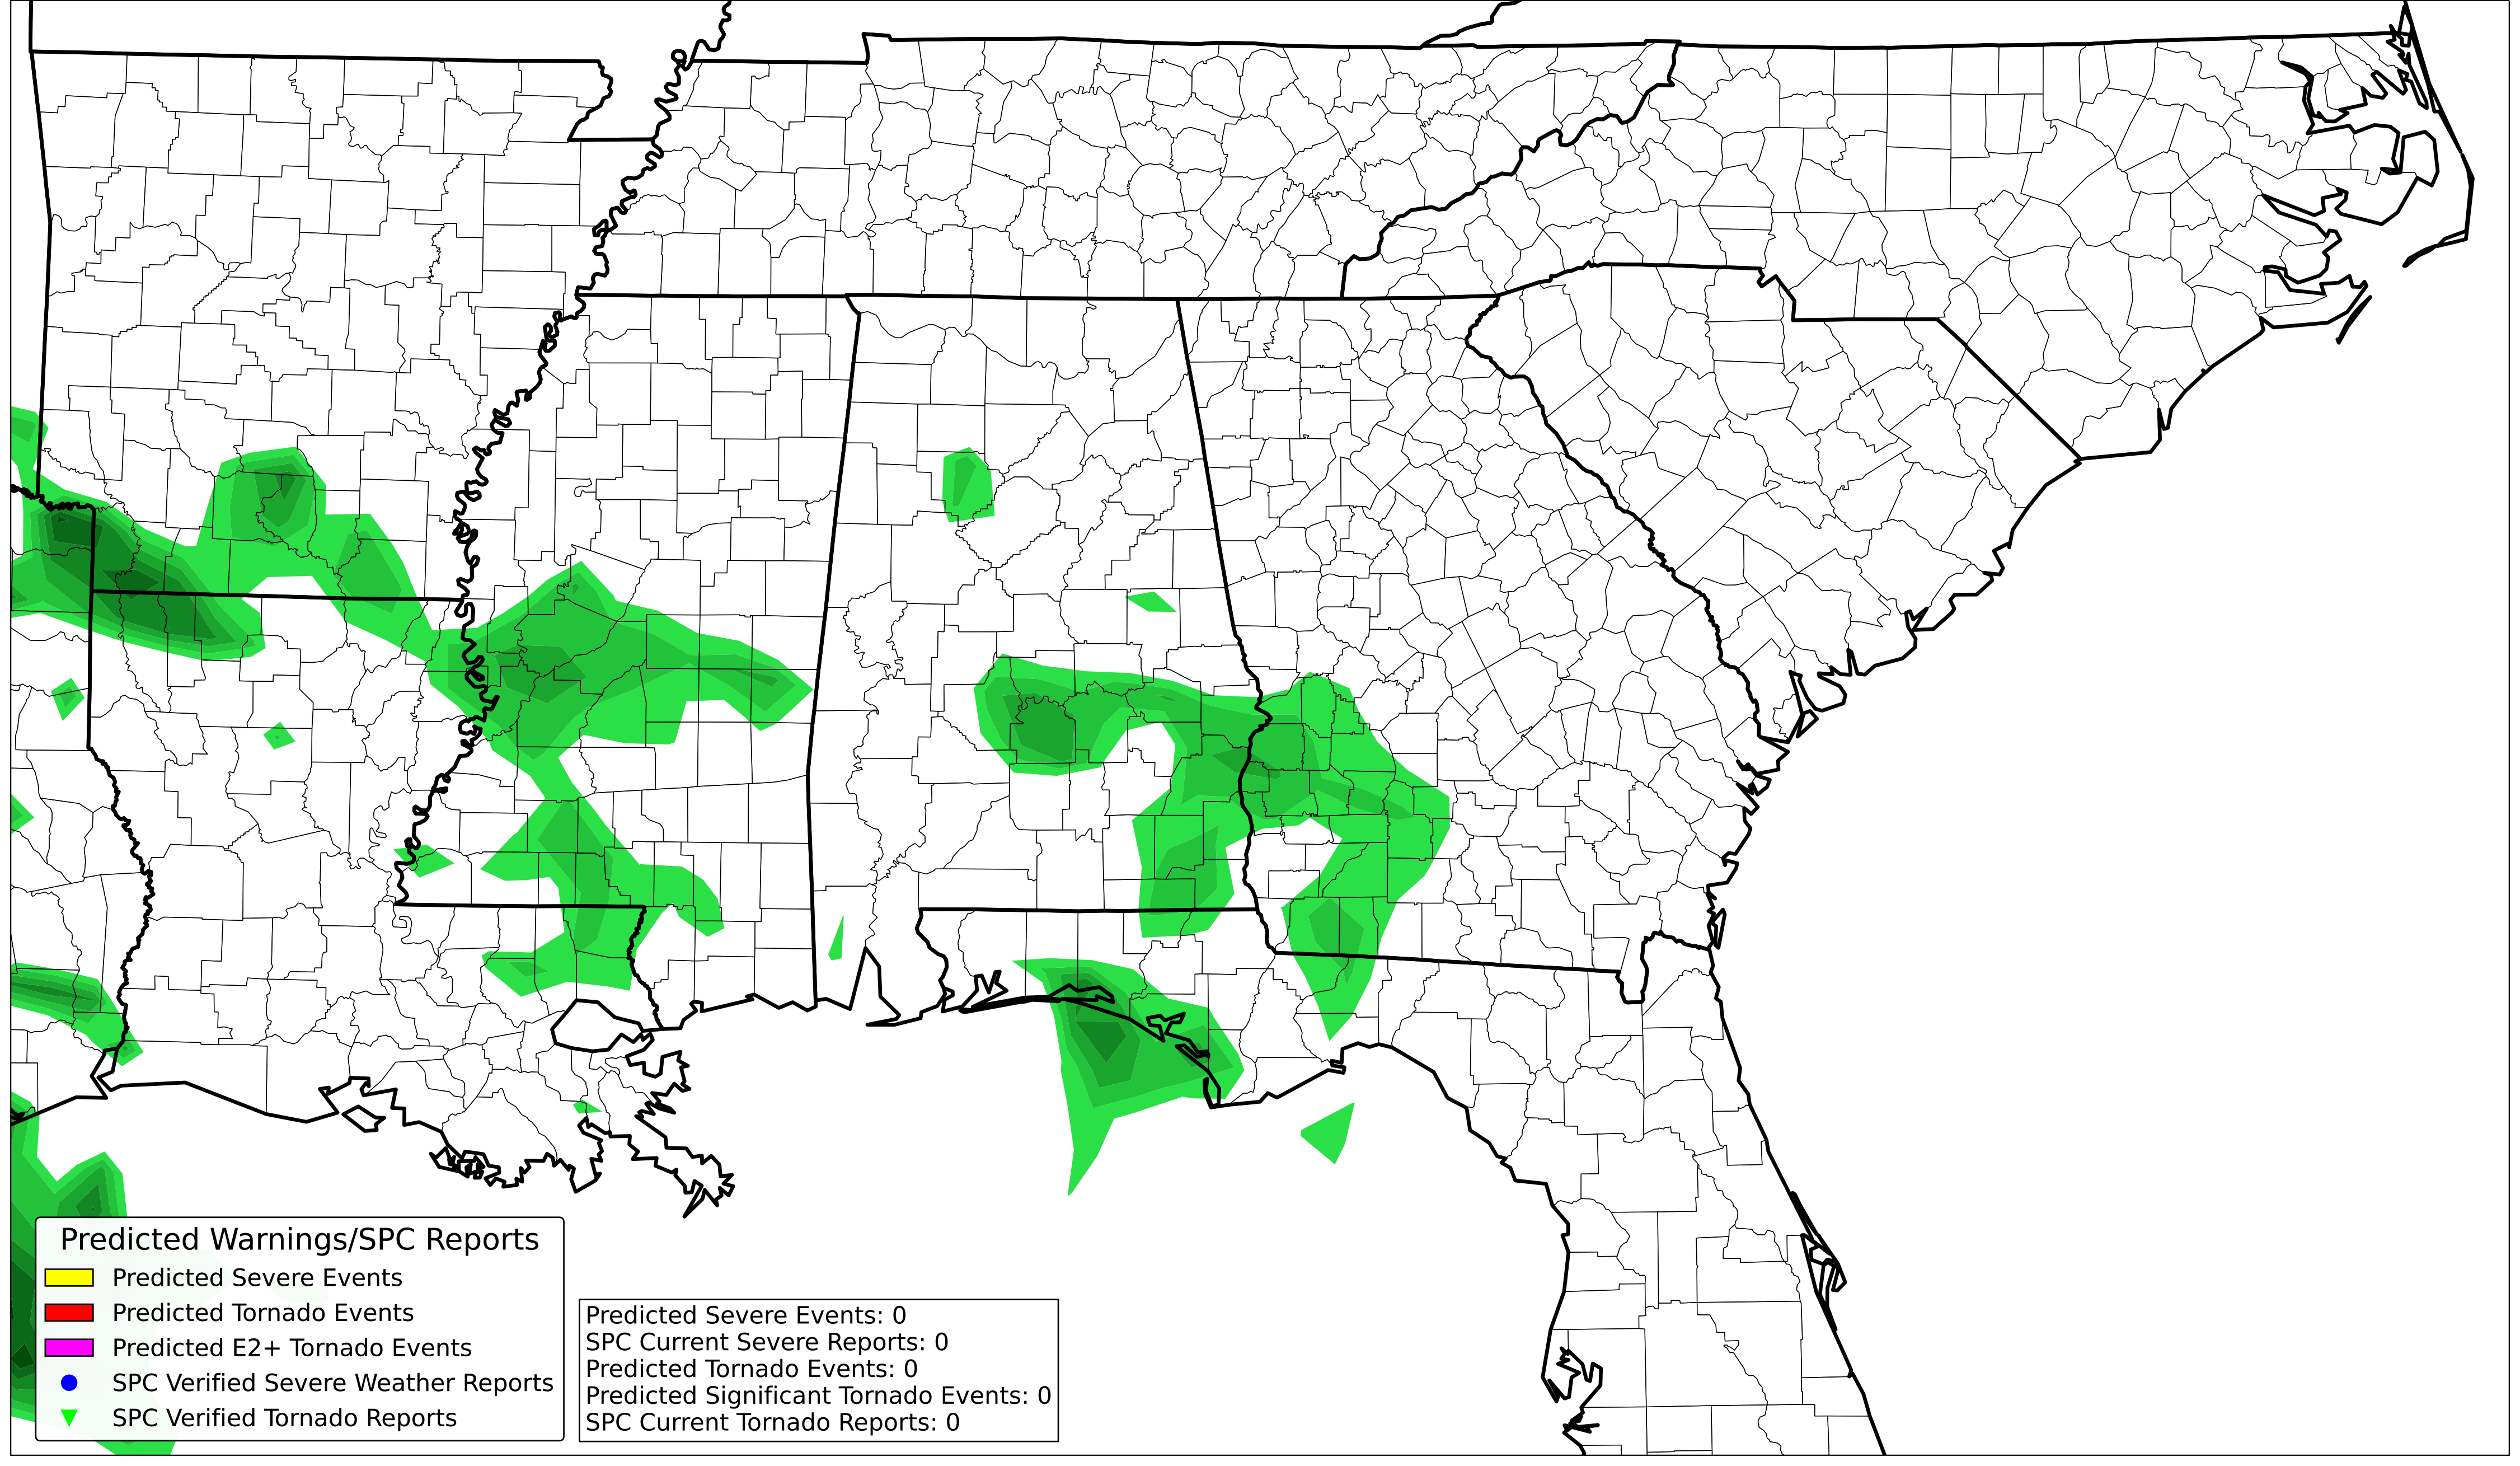 Predicted Warnings/SPC Reports
Predicted Severe Events
Predicted Tornado Events
Predicted E2+ Tornado Events
SPC Verified Severe Weather Reports
SPC Verified Tornado Reports
Predicted Severe Events: 0
SPC Current Severe Reports: 0
Predicted Tornado Events: 0
Predicted Significant Tornado Events: 0
SPC Current Tornado Reports: 0